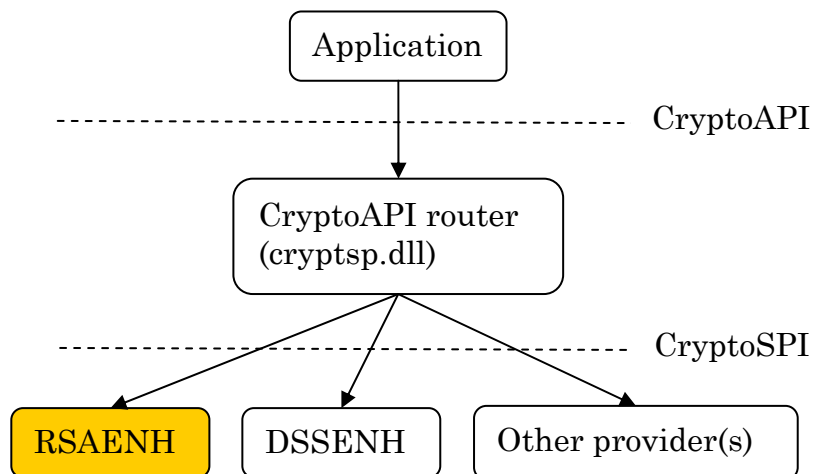 Application
CryptoAPI
CryptoAPI router
(cryptsp.dll)
CryptoSPI
RSAENH
DSSENH
Other provider(s)